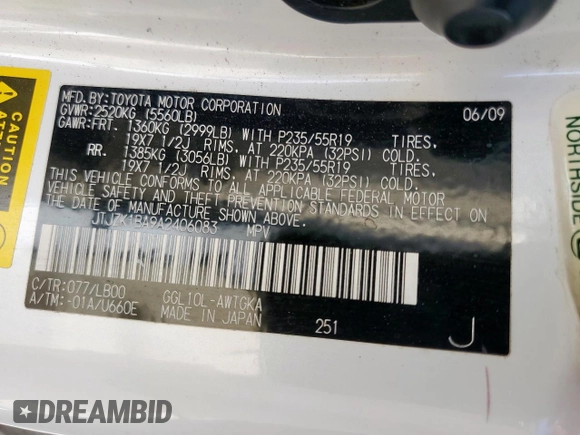 MFD.BY:TOYOTA MOTOR CORPORATION 06/09
GVWR:2520KG (5560LB)
GAWR:FRT. 1360KG (2999LB) WITH P235/55R19 TIRES,
19X7 1/2J RIMS, AT 220KPA (32PSI) COLD.
RR. 1385KG (3056LB) WITH P235/55R19 TIRES,
19X7 1/2J RIMS, AT 220KPA (32PSI) COLD.
THIS VEHICLE CONFORMS TO ALL APPLICABLE FEDERAL MOTOR
VEHICLE SAFETY AND THEFT PREVENTION STANDARDS IN EFFECT ON
THE DATE OF MANUFACTURE SHOWN ABOVE.
JTJZK1BA9A2406083 MPV
C/TR:077/LB00 GGL10L-AWTGKA
A/TM:-01A/U660E MADE IN JAPAN 251 J
CAUTION
NORTHSIDE
DREAMBID